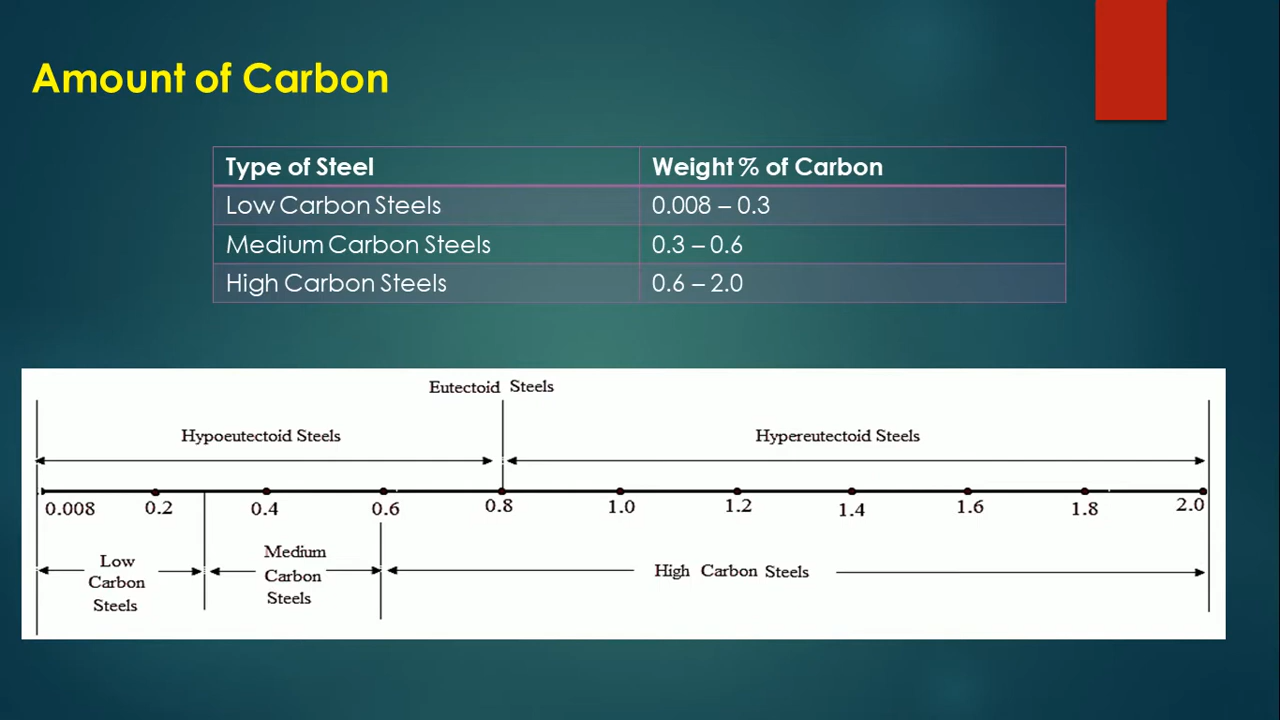 Amount of Carbon
Type of Steel Weight % of Carbon
Low Carbon Steels 0.008 – 0.3
Medium Carbon Steels 0.3 – 0.6
High Carbon Steels 0.6 – 2.0
Eutectoid Steels
Hypoeutectoid Steels Hypereutectoid Steels
0.008 0.2 0.4 0.6 0.8 1.0 1.2 1.4 1.6 1.8 2.0
Low
Carbon
Steels
Medium
Carbon
Steels
High Carbon Steels